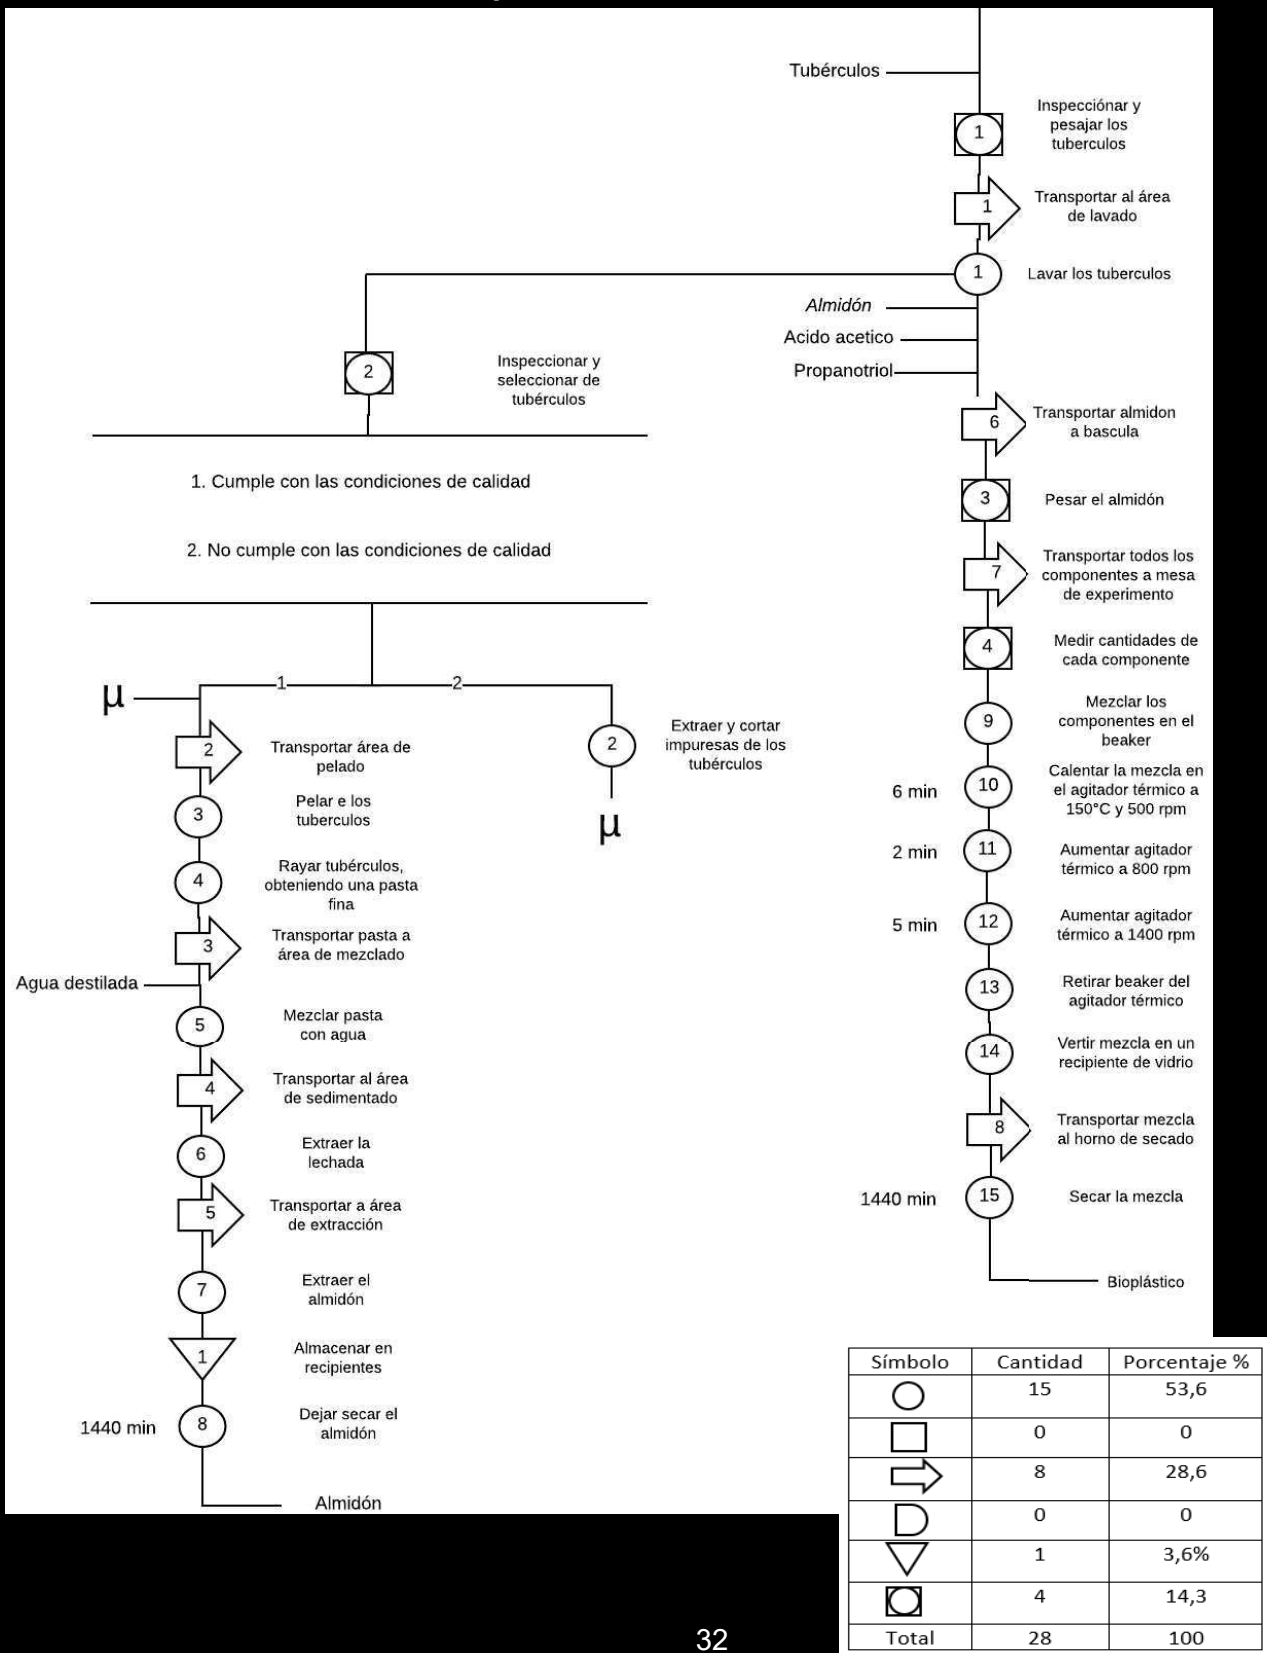 Tubérculos
1
Inspecciónar y
pesajar los
tuberculos
1
Transportar al área
de lavado
1
Lavar los tuberculos
Almidón
Acido acetico
Propanotriol
2
Inspeccionar y
seleccionar de
tubérculos
1. Cumple con las condiciones de calidad
2. No cumple con las condiciones de calidad
1
2
μ
2
Transportar área de
pelado
3
Pelar e los
tuberculos
4
Rayar tubérculos,
obteniendo una pasta
fina
3
Transportar pasta a
área de mezclado
Agua destilada
5
Mezclar pasta
con agua
4
Transportar al área
de sedimentado
6
Extraer la
lechada
5
Transportar a área
de extracción
7
Extraer el
almidón
1
Almacenar en
recipientes
1440 min
8
Dejar secar el
almidón
Almidón
2
Extraer y cortar
impuresas de los
tubérculos
μ
6
Transportar almidon
a bascula
3
Pesar el almidón
7
Transportar todos los
componentes a mesa
de experimento
4
Medir cantidades de
cada componente
9
Mezclar los
componentes en el
beaker
6 min
10
Calentar la mezcla en
el agitador térmico a
150°C y 500 rpm
2 min
11
Aumentar agitador
térmico a 800 rpm
5 min
12
Aumentar agitador
térmico a 1400 rpm
13
Retirar beaker del
agitador térmico
14
Vertir mezcla en un
recipiente de vidrio
8
Transportar mezcla
al horno de secado
1440 min
15
Secar la mezcla
Bioplástico
Símbolo Cantidad Porcentaje %
15 53,6
0 0
8 28,6
0 0
1 3,6%
4 14,3
Total 28 100
32